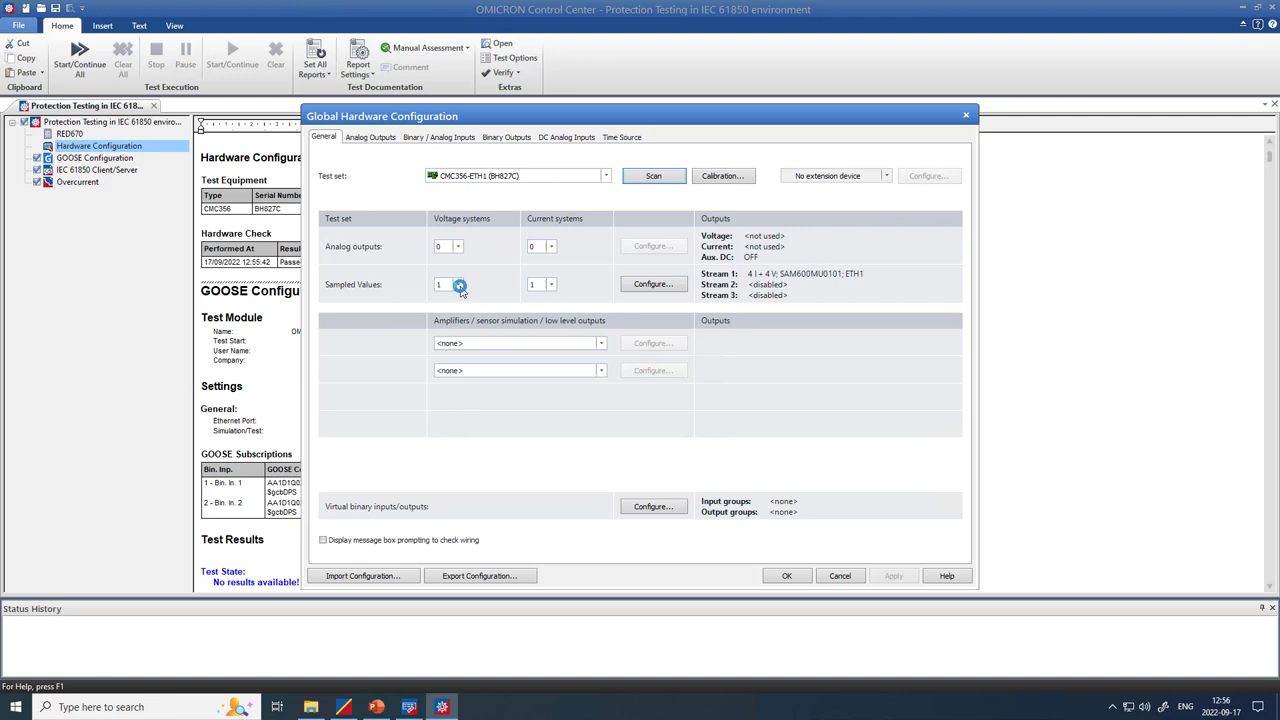 OMICRON Control Center - Protection Testing in IEC 61850 environment
File
Home
Insert
Text
View
Cut
Copy
Paste
Clipboard
Start/Continue
All
Clear
All
Stop
Pause
Start/Continue
Clear
Test Execution
Set All
Reports
Report
Settings
Manual Assessment
Comment
Test Documentation
Open
Test Options
Verify
Extras
Protection Testing in IEC 618...
Protection Testing in IEC 61850 enviro...
RED670
Hardware Configuration
GOOSE Configuration
IEC 61850 Client/Server
Overcurrent
Hardware Configura
Test Equipment
Type Serial Number
CMC356 BH827C
Hardware Check
Performed At Resu
17/09/2022 12:55:42 Passe
GOOSE Configu
Test Module
Name: OM
Test Start:
User Name:
Company:
Settings
General:
Ethernet Port:
Simulation/Test:
GOOSE Subscriptions
Bin. Inp. GOOSE Co
1 - Bin. In. 1 AA1D1Q0
$gcbDPS
2 - Bin. In. 2 AA1D1Q0
$gcbDPS
Test Results
Test State:
No results available!
Global Hardware Configuration
General
Analog Outputs
Binary / Analog Inputs
Binary Outputs
DC Analog Inputs
Time Source
Test set:
CMC356-ETH1 (BH827C)
Scan
Calibration...
No extension device
Configure...
Test set
Voltage systems
Current systems
Outputs
Analog outputs:
0
0
Configure...
Voltage: <not used>
Current: <not used>
Aux. DC: OFF
Sampled Values:
1
1
Configure...
Stream 1: 4 I + 4 V; SAM600MU0101; ETH1
Stream 2: <disabled>
Stream 3: <disabled>
Amplifiers / sensor simulation / low level outputs
Outputs
<none>
Configure...
<none>
Configure...
Virtual binary inputs/outputs:
Configure...
Input groups: <none>
Output groups: <none>
Display message box prompting to check wiring
Import Configuration...
Export Configuration...
OK
Cancel
Apply
Help
Status History
For Help, press F1
Type here to search
ENG
12:56
2022-09-17